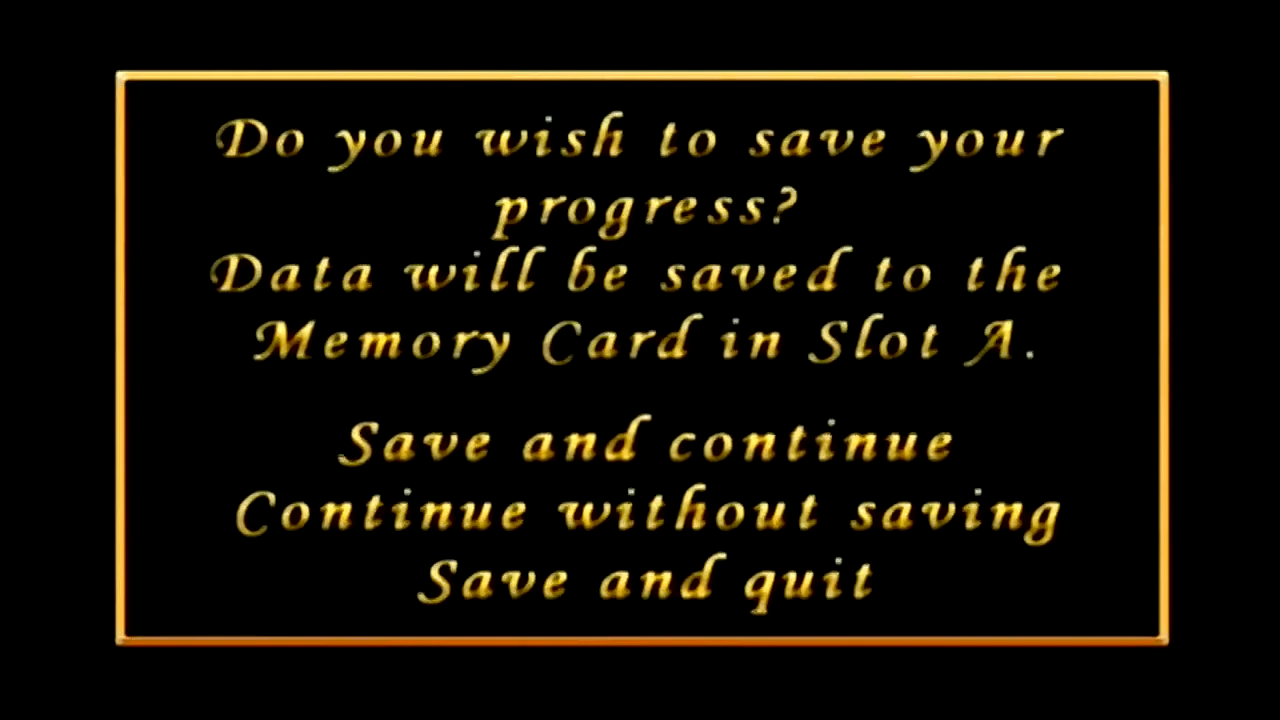 Do you wish to save your
progress?
Data will be saved to the
Memory Card in Slot A.
Save and continue
Continue without saving
Save and quit